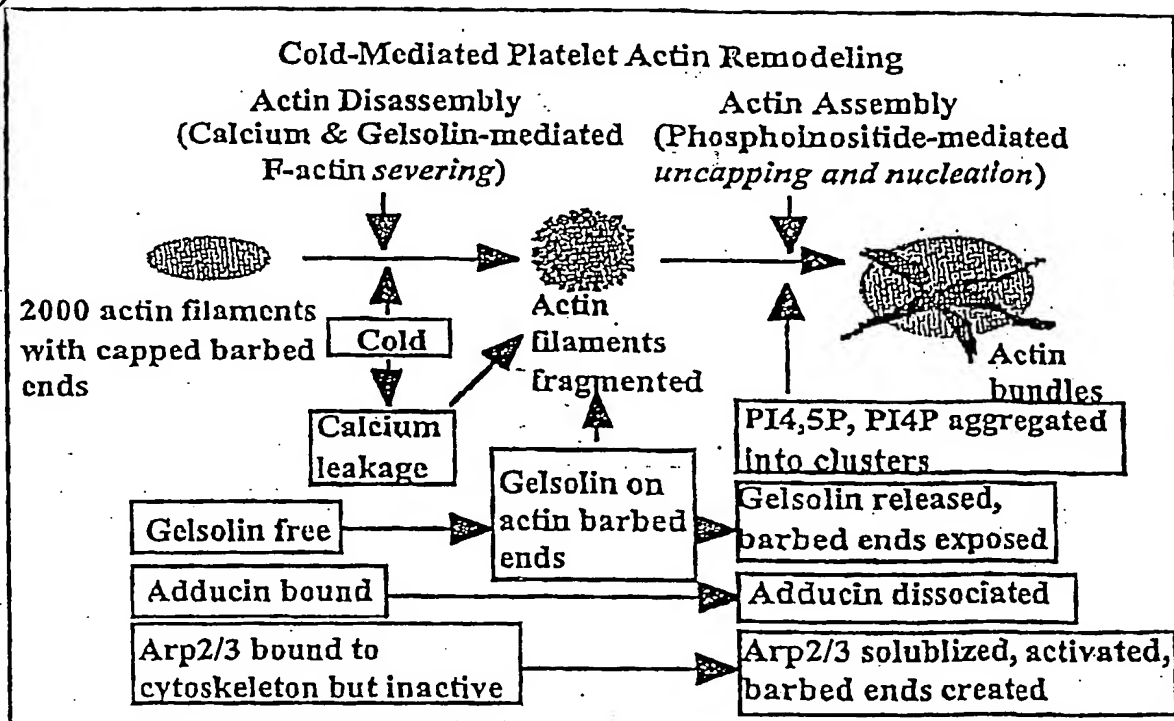 Cold-Mediated Platelet Actin Remodeling
Actin Disassembly
(Calcium & Gelsolin-mediated
F-actin severing)
Actin Assembly
(Phospholnositide-mediated
uncapping and nucleation)
2000 actin filaments
with capped barbed
ends
Cold
Calcium
leakage
Actin
filaments
fragmented
Actin
bundles
PI4,5P, PI4P aggregated
into clusters
Gelsolin free
Gelsolin on
actin barbed
ends
Gelsolin released,
barbed ends exposed
Adducin bound
Adducin dissociated
Arp2/3 bound to
cytoskeleton but inactive
Arp2/3 solublized, activated,
barbed ends created